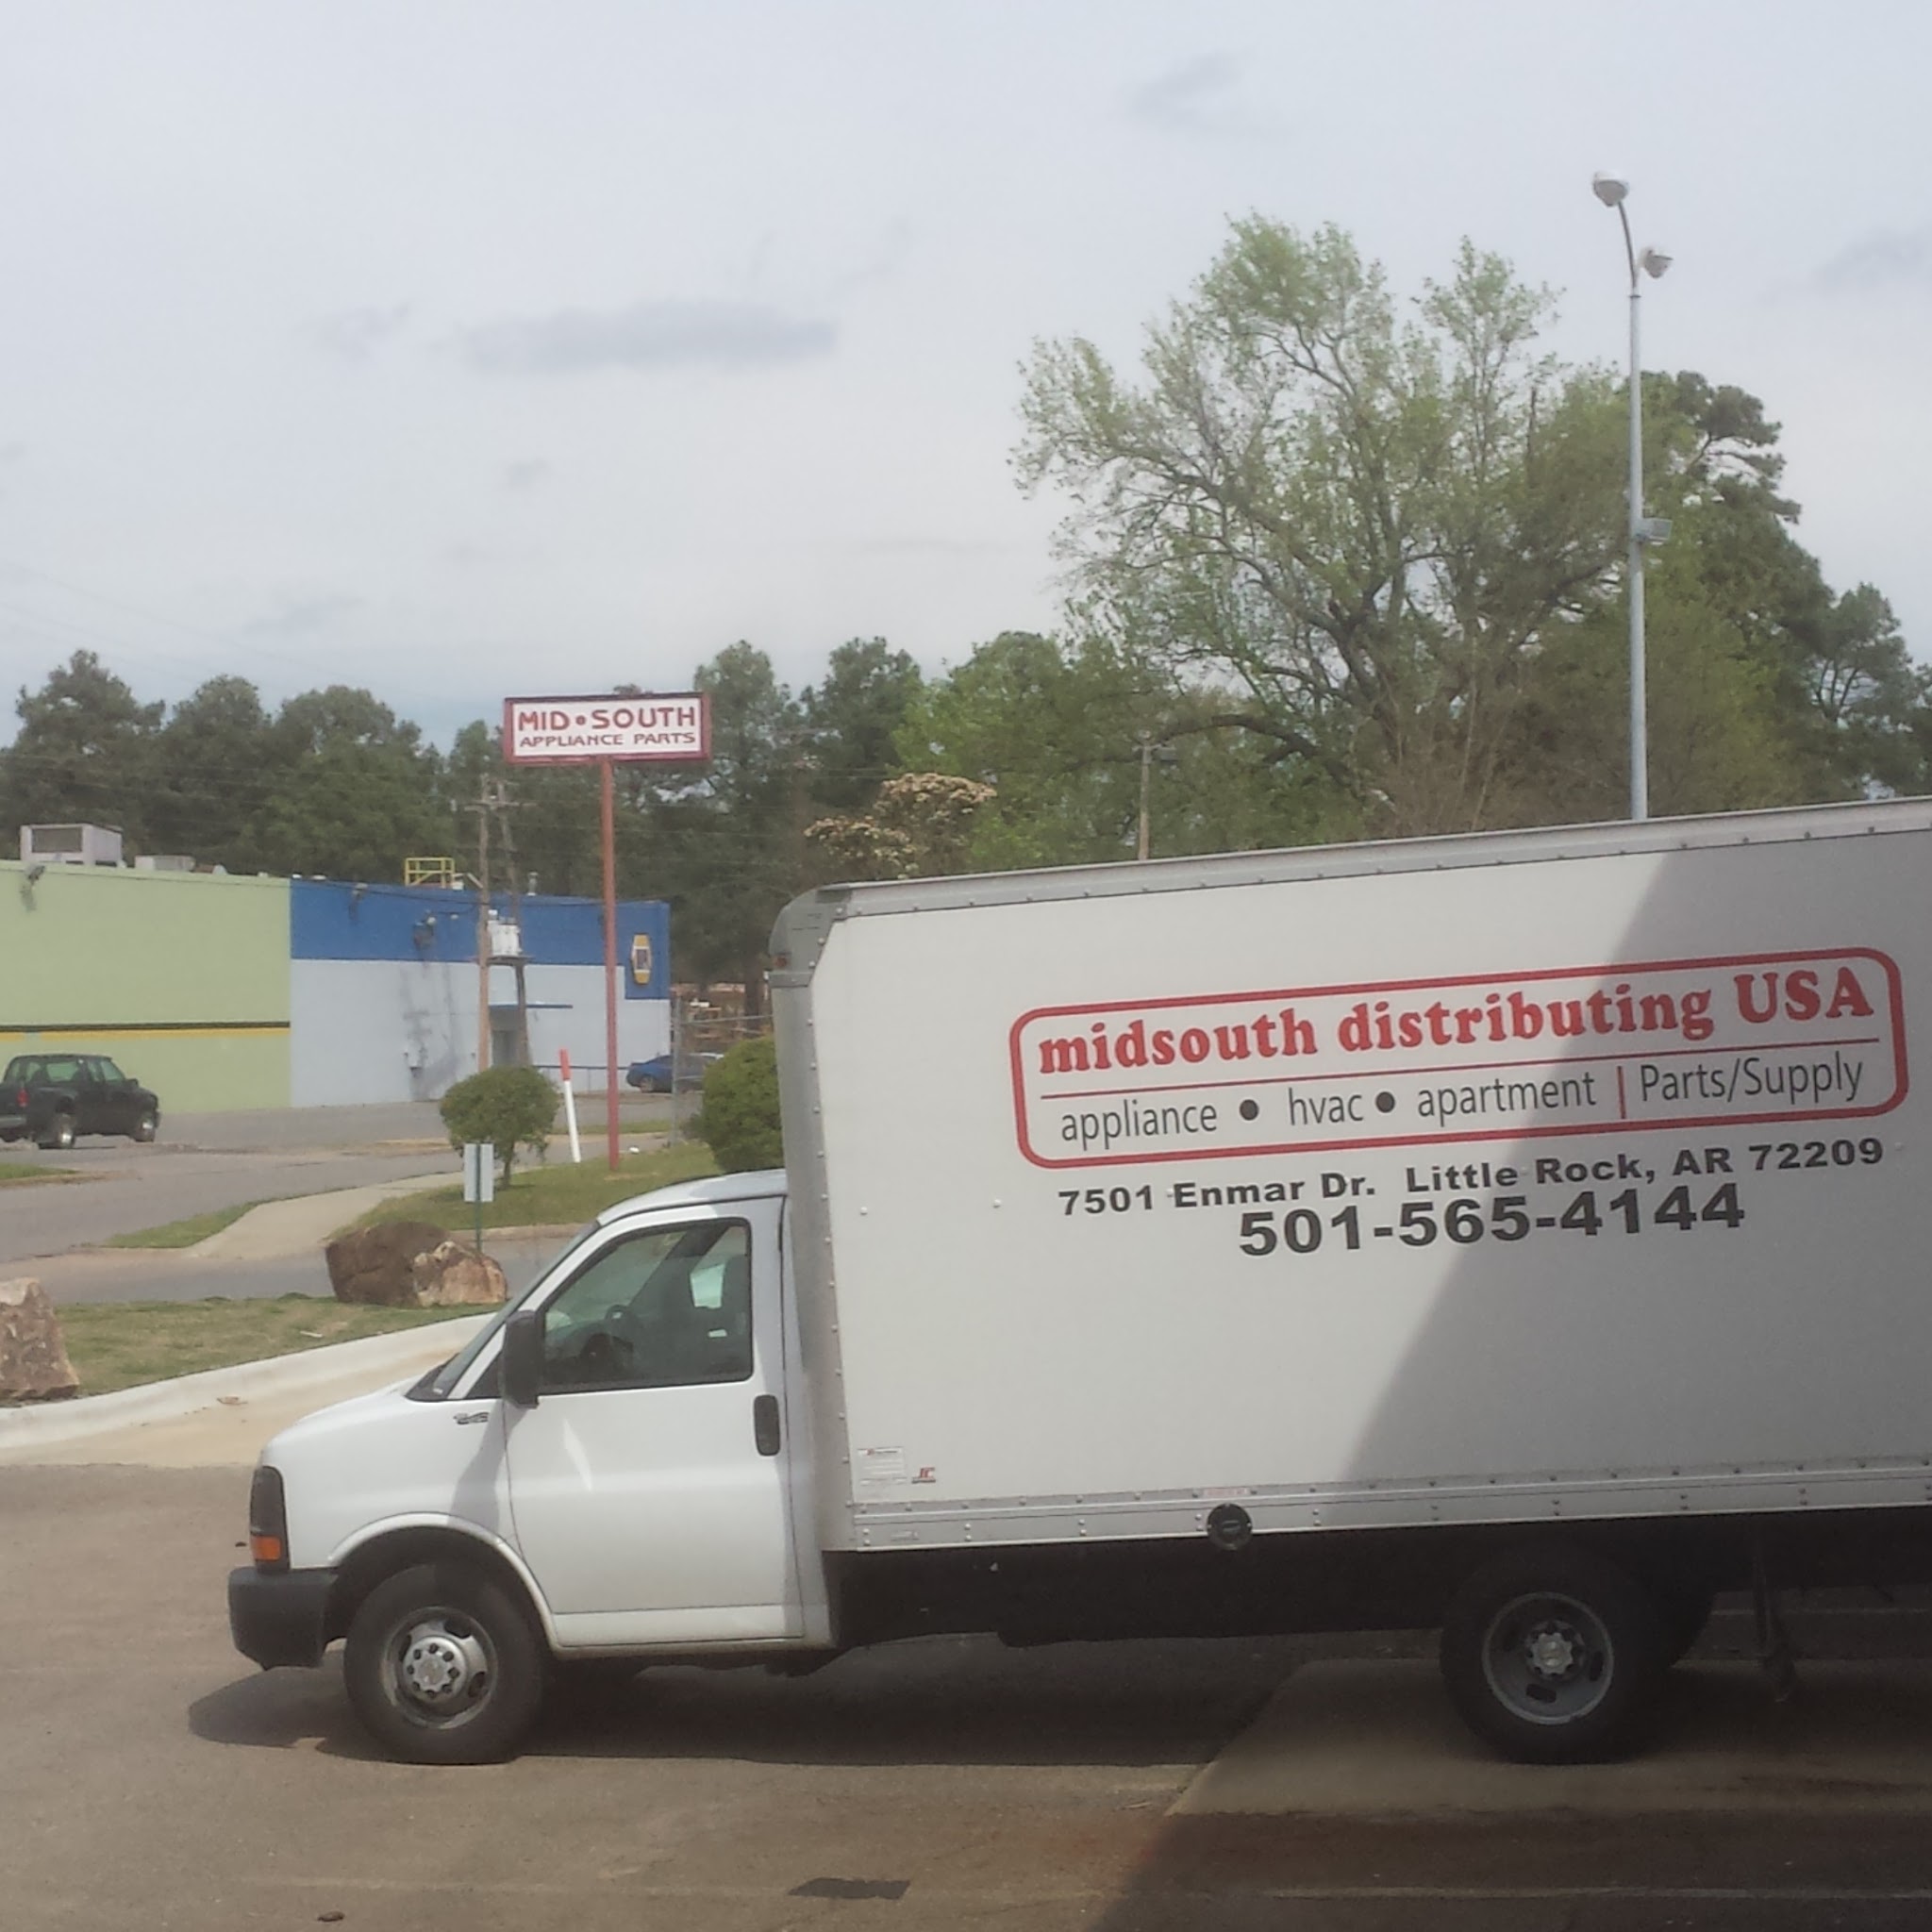 MID•SOUTH
APPLIANCE PARTS
midsouth distributing USA
appliance • hvac • apartment | Parts/Supply
7501 Enmar Dr. Little Rock, AR 72209
501-565-4144